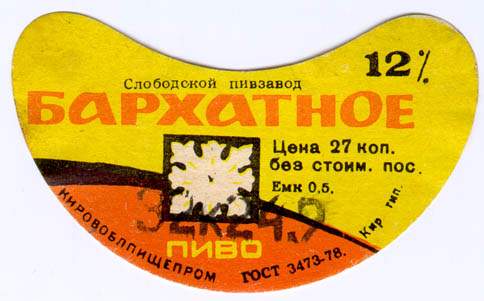 12%
Слободской пивзавод
БАРХАТНОЕ
Цена 27 коп.
без стоим. пос.
Емк 0,5.
Кир тип.
ПИВО
КИРОВОБЛПИЩЕПРОМ
ГОСТ 3473-78.